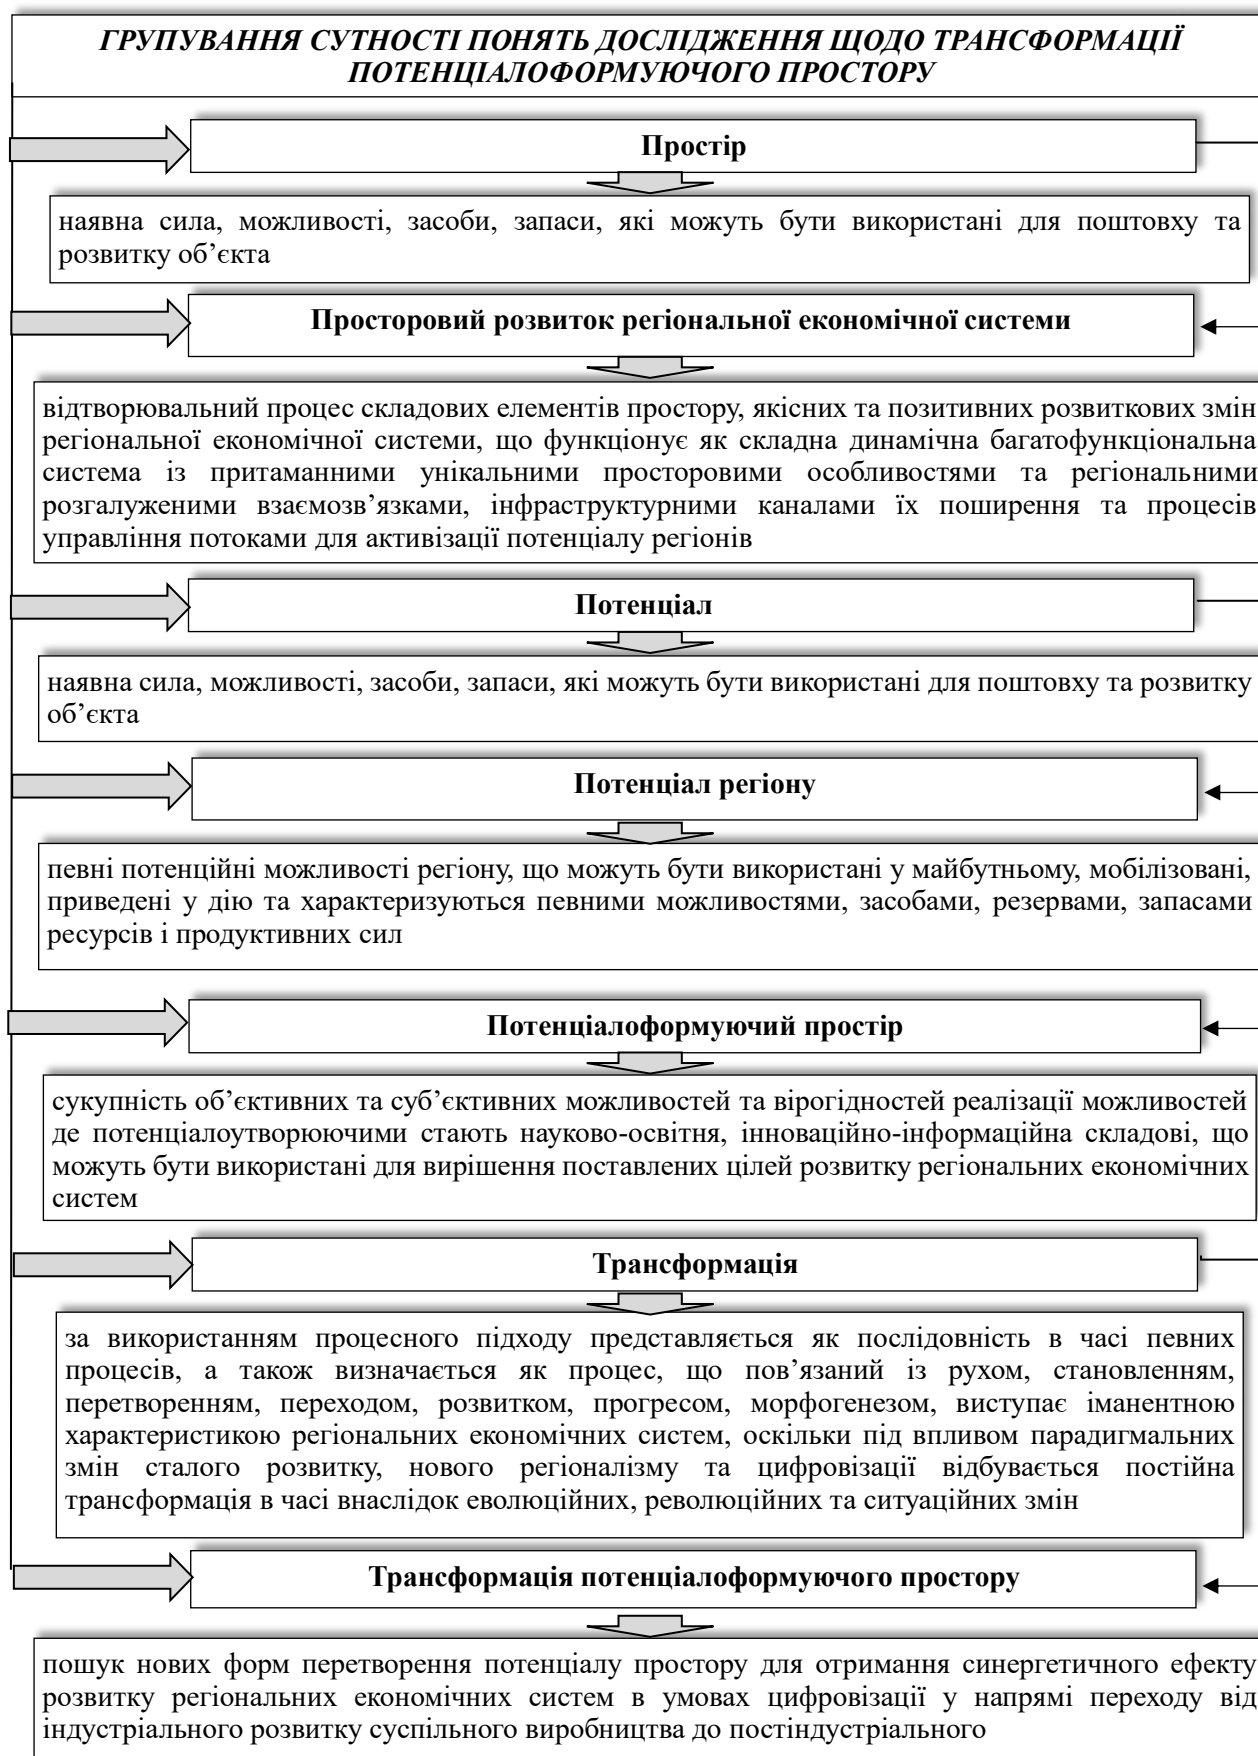 ГРУПУВАННЯ СУТНОСТІ ПОНЯТЬ ДОСЛІДЖЕННЯ ЩОДО ТРАНСФОРМАЦІЇ
ПОТЕНЦІАЛОФОРМУЮЧОГО ПРОСТОРУ
Простір
наявна сила, можливості, засоби, запаси, які можуть бути використані для поштовху та
розвитку об’єкта
Просторовий розвиток регіональної економічної системи
відтворювальний процес складових елементів простору, якісних та позитивних розвиткових змін
регіональної економічної системи, що функціонує як складна динамічна багатофункціональна
система із притаманними унікальними просторовими особливостями та регіональними
розгалуженими взаємозв’язками, інфраструктурними каналами їх поширення та процесів
управління потоками для активізації потенціалу регіонів
Потенціал
наявна сила, можливості, засоби, запаси, які можуть бути використані для поштовху та розвитку
об’єкта
Потенціал регіону
певні потенційні можливості регіону, що можуть бути використані у майбутньому, мобілізовані,
приведені у дію та характеризуються певними можливостями, засобами, резервами, запасами
ресурсів і продуктивних сил
Потенціалоформуючий простір
сукупність об’єктивних та суб’єктивних можливостей та вірогідностей реалізації можливостей
де потенціалоутворюючими стають науково-освітня, інноваційно-інформаційна складові, що
можуть бути використані для вирішення поставлених цілей розвитку регіональних економічних
систем
Трансформація
за використанням процесного підходу представляється як послідовність в часі певних
процесів, а також визначається як процес, що пов’язаний із рухом, становленням,
перетворенням, переходом, розвитком, прогресом, морфогенезом, виступає іманентною
характеристикою регіональних економічних систем, оскільки під впливом парадигмальних
змін сталого розвитку, нового регіоналізму та цифровізації відбувається постійна
трансформація в часі внаслідок еволюційних, революційних та ситуаційних змін
Трансформація потенціалоформуючого простору
пошук нових форм перетворення потенціалу простору для отримання синергетичного ефекту
розвитку регіональних економічних систем в умовах цифровізації у напрямі переходу від
індустріального розвитку суспільного виробництва до постіндустріального